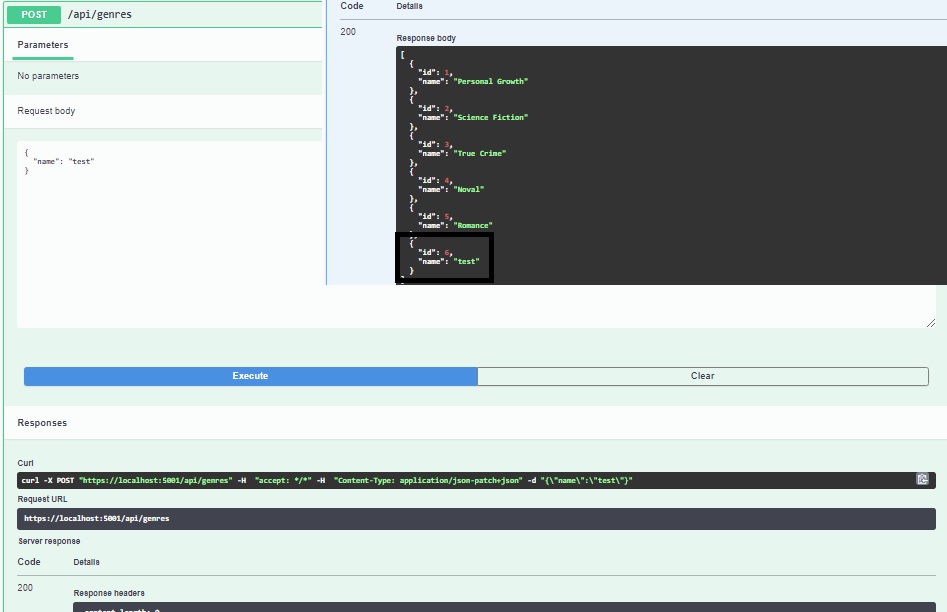 POST /api/genres
Parameters
No parameters
Request body
{
"name": "test"
}
Code Details
200
Response body
[
{
"id": 1,
"name": "Personal Growth"
},
{
"id": 2,
"name": "Science Fiction"
},
{
"id": 3,
"name": "True Crime"
},
{
"id": 4,
"name": "Noval"
},
{
"id": 5,
"name": "Romance"
},
{
"id": 6,
"name": "test"
}
Execute Clear
Responses
Curl
curl -X POST "https://localhost:5001/api/genres" -H "accept: */*" -H "Content-Type: application/json-patch+json" -d "{\"name\":\"test\"}"
Request URL
https://localhost:5001/api/genres
Server response
Code Details
200
Response headers
content-length: 0